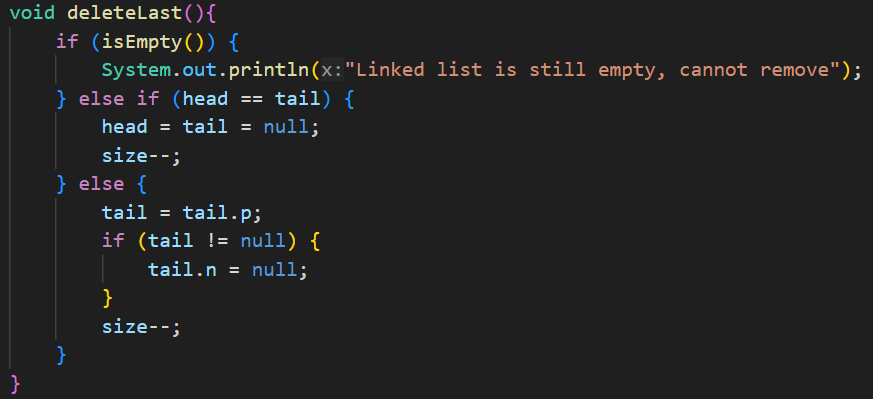 void deleteLast(){
    if (isEmpty()) {
        System.out.println(x:"Linked list is still empty, cannot remove");
    } else if (head == tail) {
        head = tail = null;
        size--;
    } else {
        tail = tail.p;
        if (tail != null) {
            tail.n = null;
        }
        size--;
    }
}